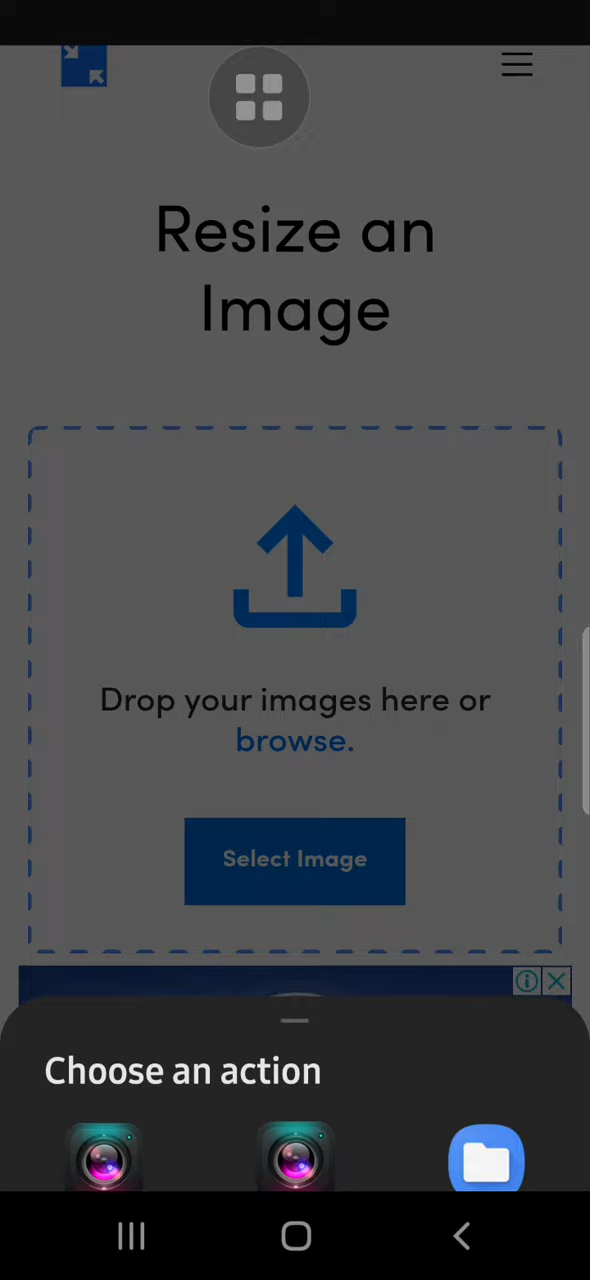 Resize an
Image
Drop your images here or
browse.
Select Image
Choose an action